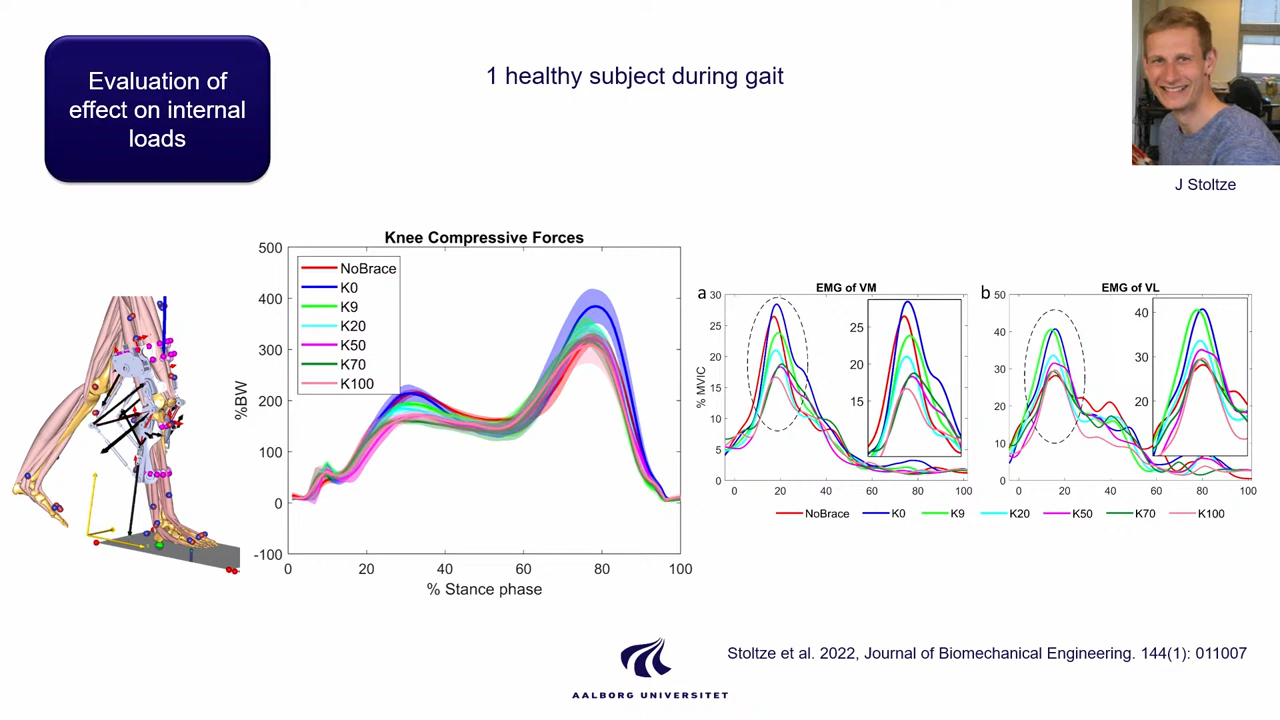 Evaluation of
effect on internal
loads
1 healthy subject during gait
J Stoltze
Knee Compressive Forces
500
400
300
200
100
0
-100
%BW
NoBrace
K0
K9
K20
K50
K70
K100
0 20 40 60 80 100
% Stance phase
a
EMG of VM
30
25
20
15
10
5
0
% MVIC
25
20
15
0 20 40 60 80 100
b
EMG of VL
50
40
30
20
10
0
40
30
20
10
0 20 40 60 80 100
NoBrace K0 K9 K20 K50 K70 K100
Stoltze et al. 2022, Journal of Biomechanical Engineering. 144(1): 011007
AALBORG UNIVERSITET